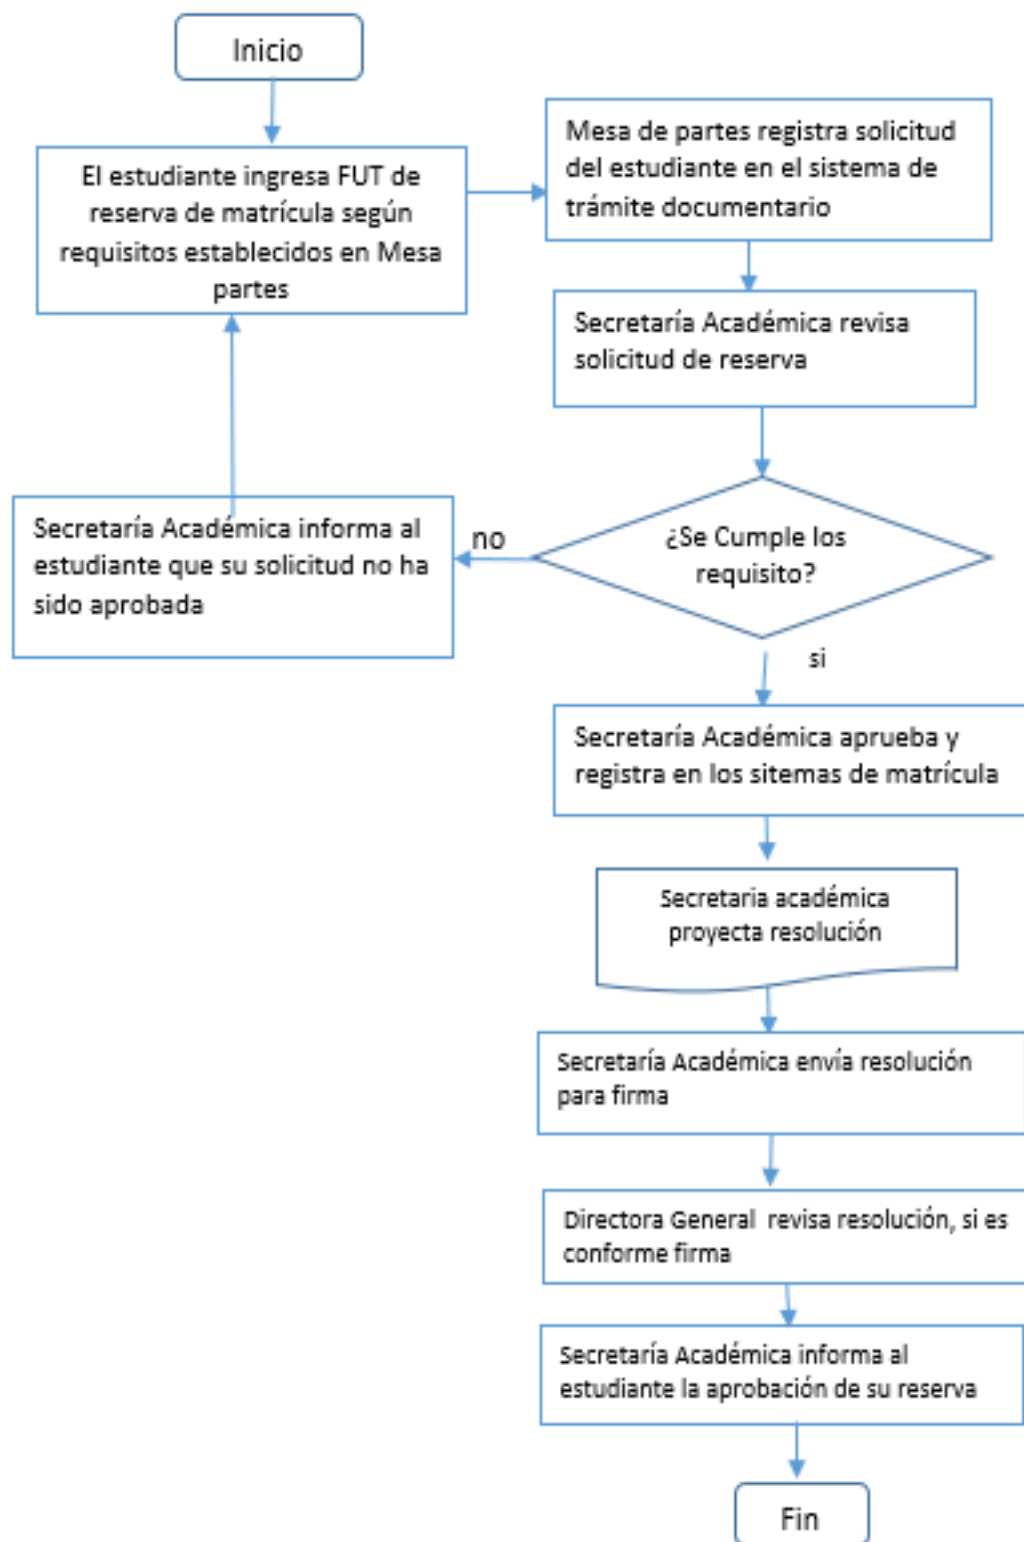 Inicio
El estudiante ingresa FUT de
reserva de matrícula según
requisitos establecidos en Mesa
partes
Mesa de partes registra solicitud
del estudiante en el sistema de
trámite documentario
Secretaría Académica revisa
solicitud de reserva
¿Se Cumple los
requisito?
no
Secretaría Académica informa al
estudiante que su solicitud no ha
sido aprobada
si
Secretaría Académica aprueba y
registra en los sitemas de matrícula
Secretaria académica
proyecta resolución
Secretaría Académica envía resolución
para firma
Directora General revisa resolución, si es
conforme firma
Secretaría Académica informa al
estudiante la aprobación de su reserva
Fin